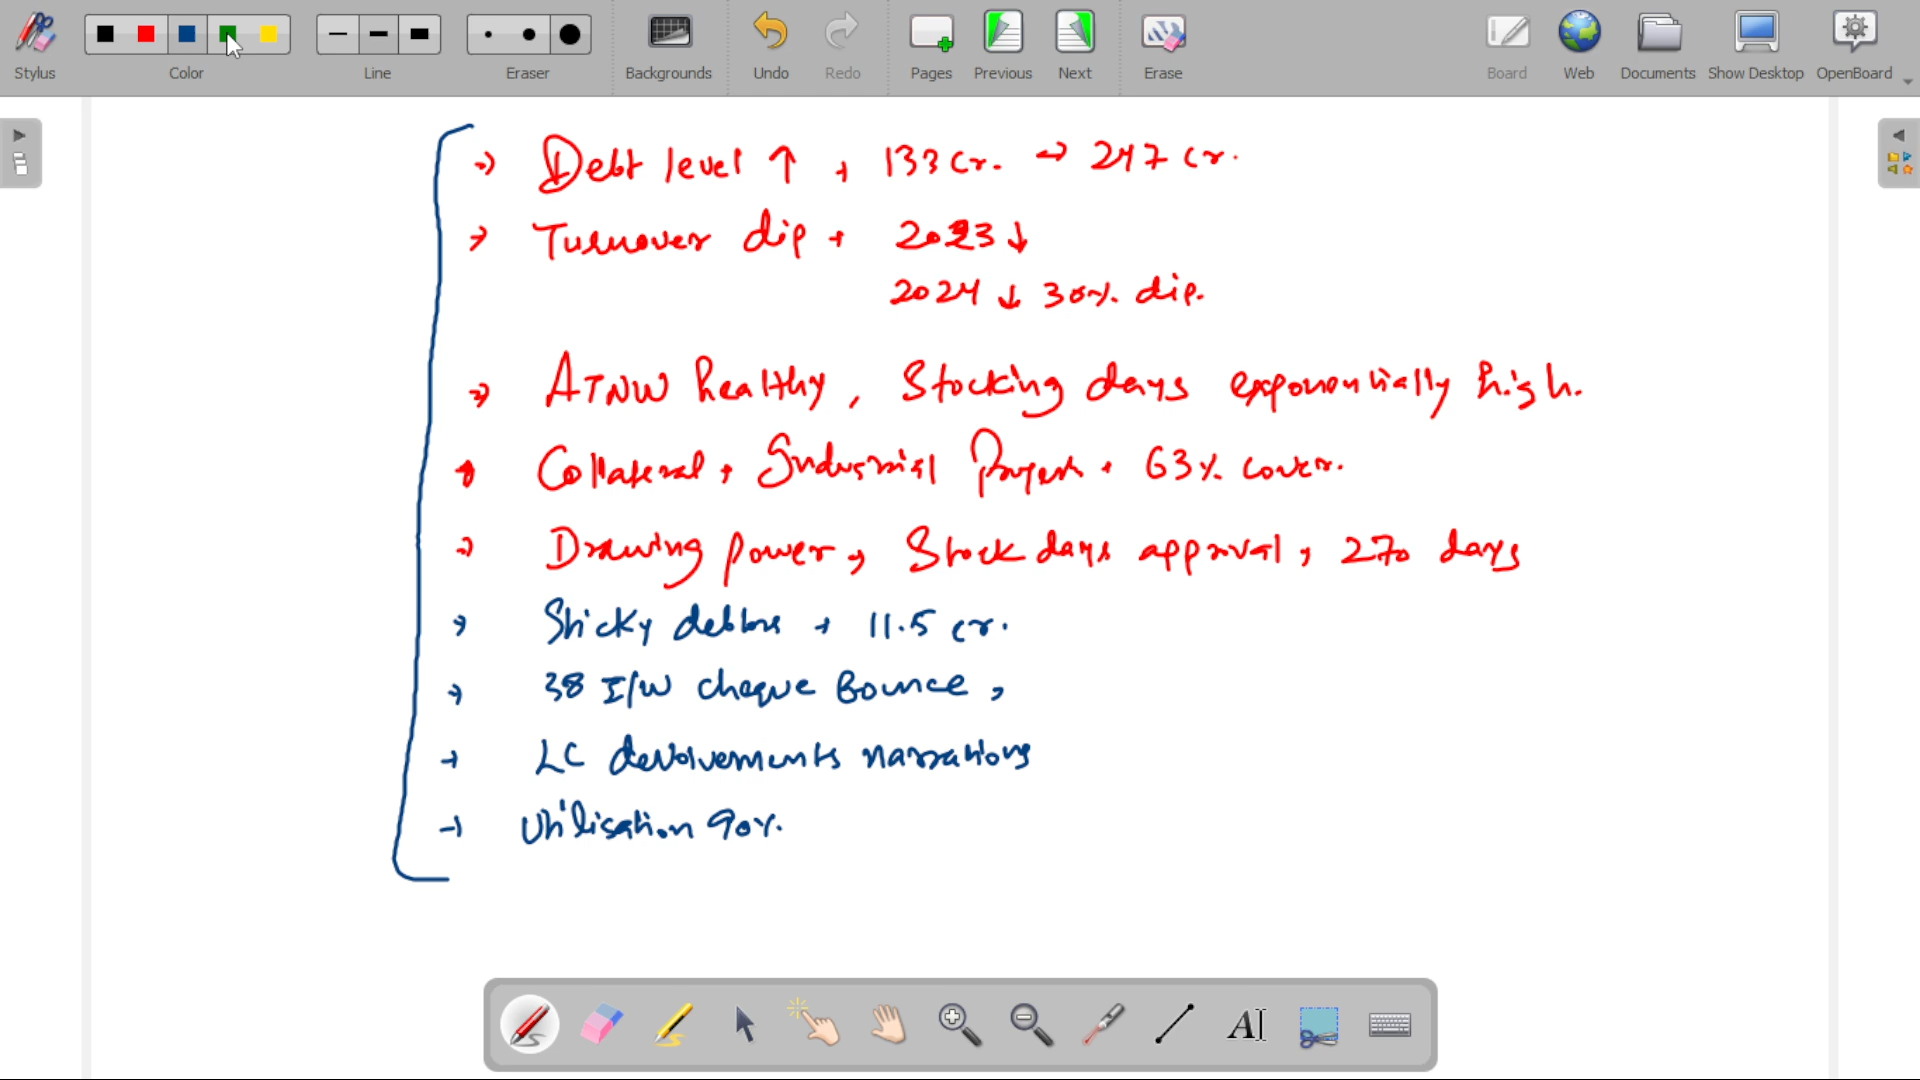 Stylus
Color
Line
Eraser
Backgrounds
Undo
Redo
Pages
Previous
Next
Erase
Board
Web
Documents
Show Desktop
OpenBoard
→ Debt level ↑ → 133 cr. → 247 cr.
→ Turnover dip → 2023 ↓
2024 ↓ 30% dip.
→ ATNW healthy, Stocking days exponentially high.
→ Collateral → Industrial Property → 63% cover.
→ Drawing power → Stock days approval, 270 days
→ Sticky debtors → 11.5 cr.
→ 38 I/W cheque Bounce,
→ LC devolvements narrations
→ Utilisation 90%.
AI